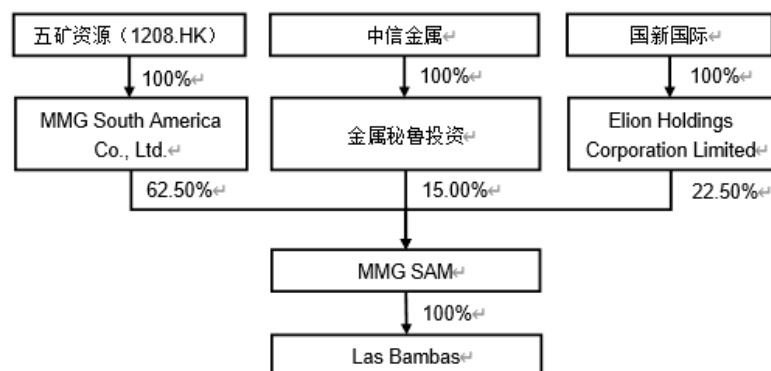 五矿资源（1208.HK）
中信金属↵
国新国际↵
100%↵
100%↵
100%↵
MMG South America
Co., Ltd.↵
金属秘鲁投资↵
Elion Holdings
Corporation Limited↵
62.50%↵
15.00%↵
22.50%↵
MMG SAM↵
100%↵
Las Bambas↵